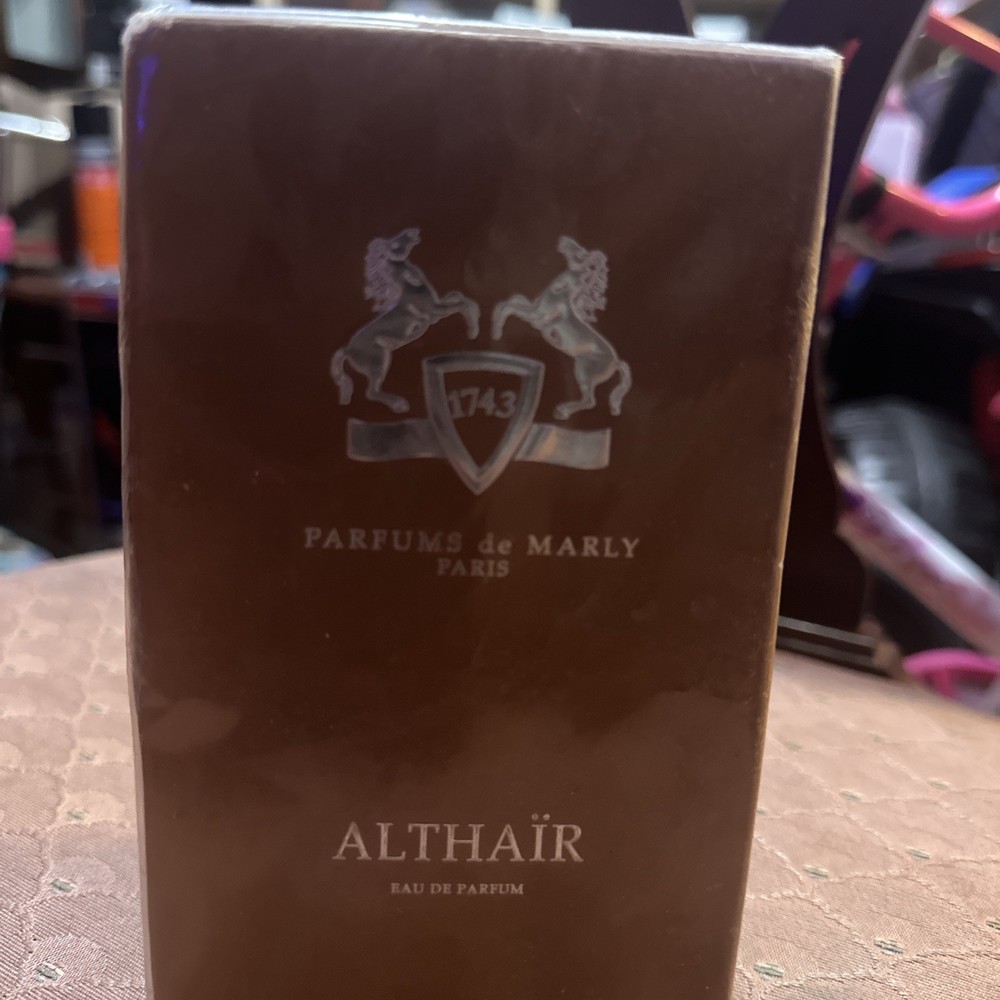 1743
PARFUMS de MARLY
PARIS
ALTHAÏR
EAU DE PARFUM